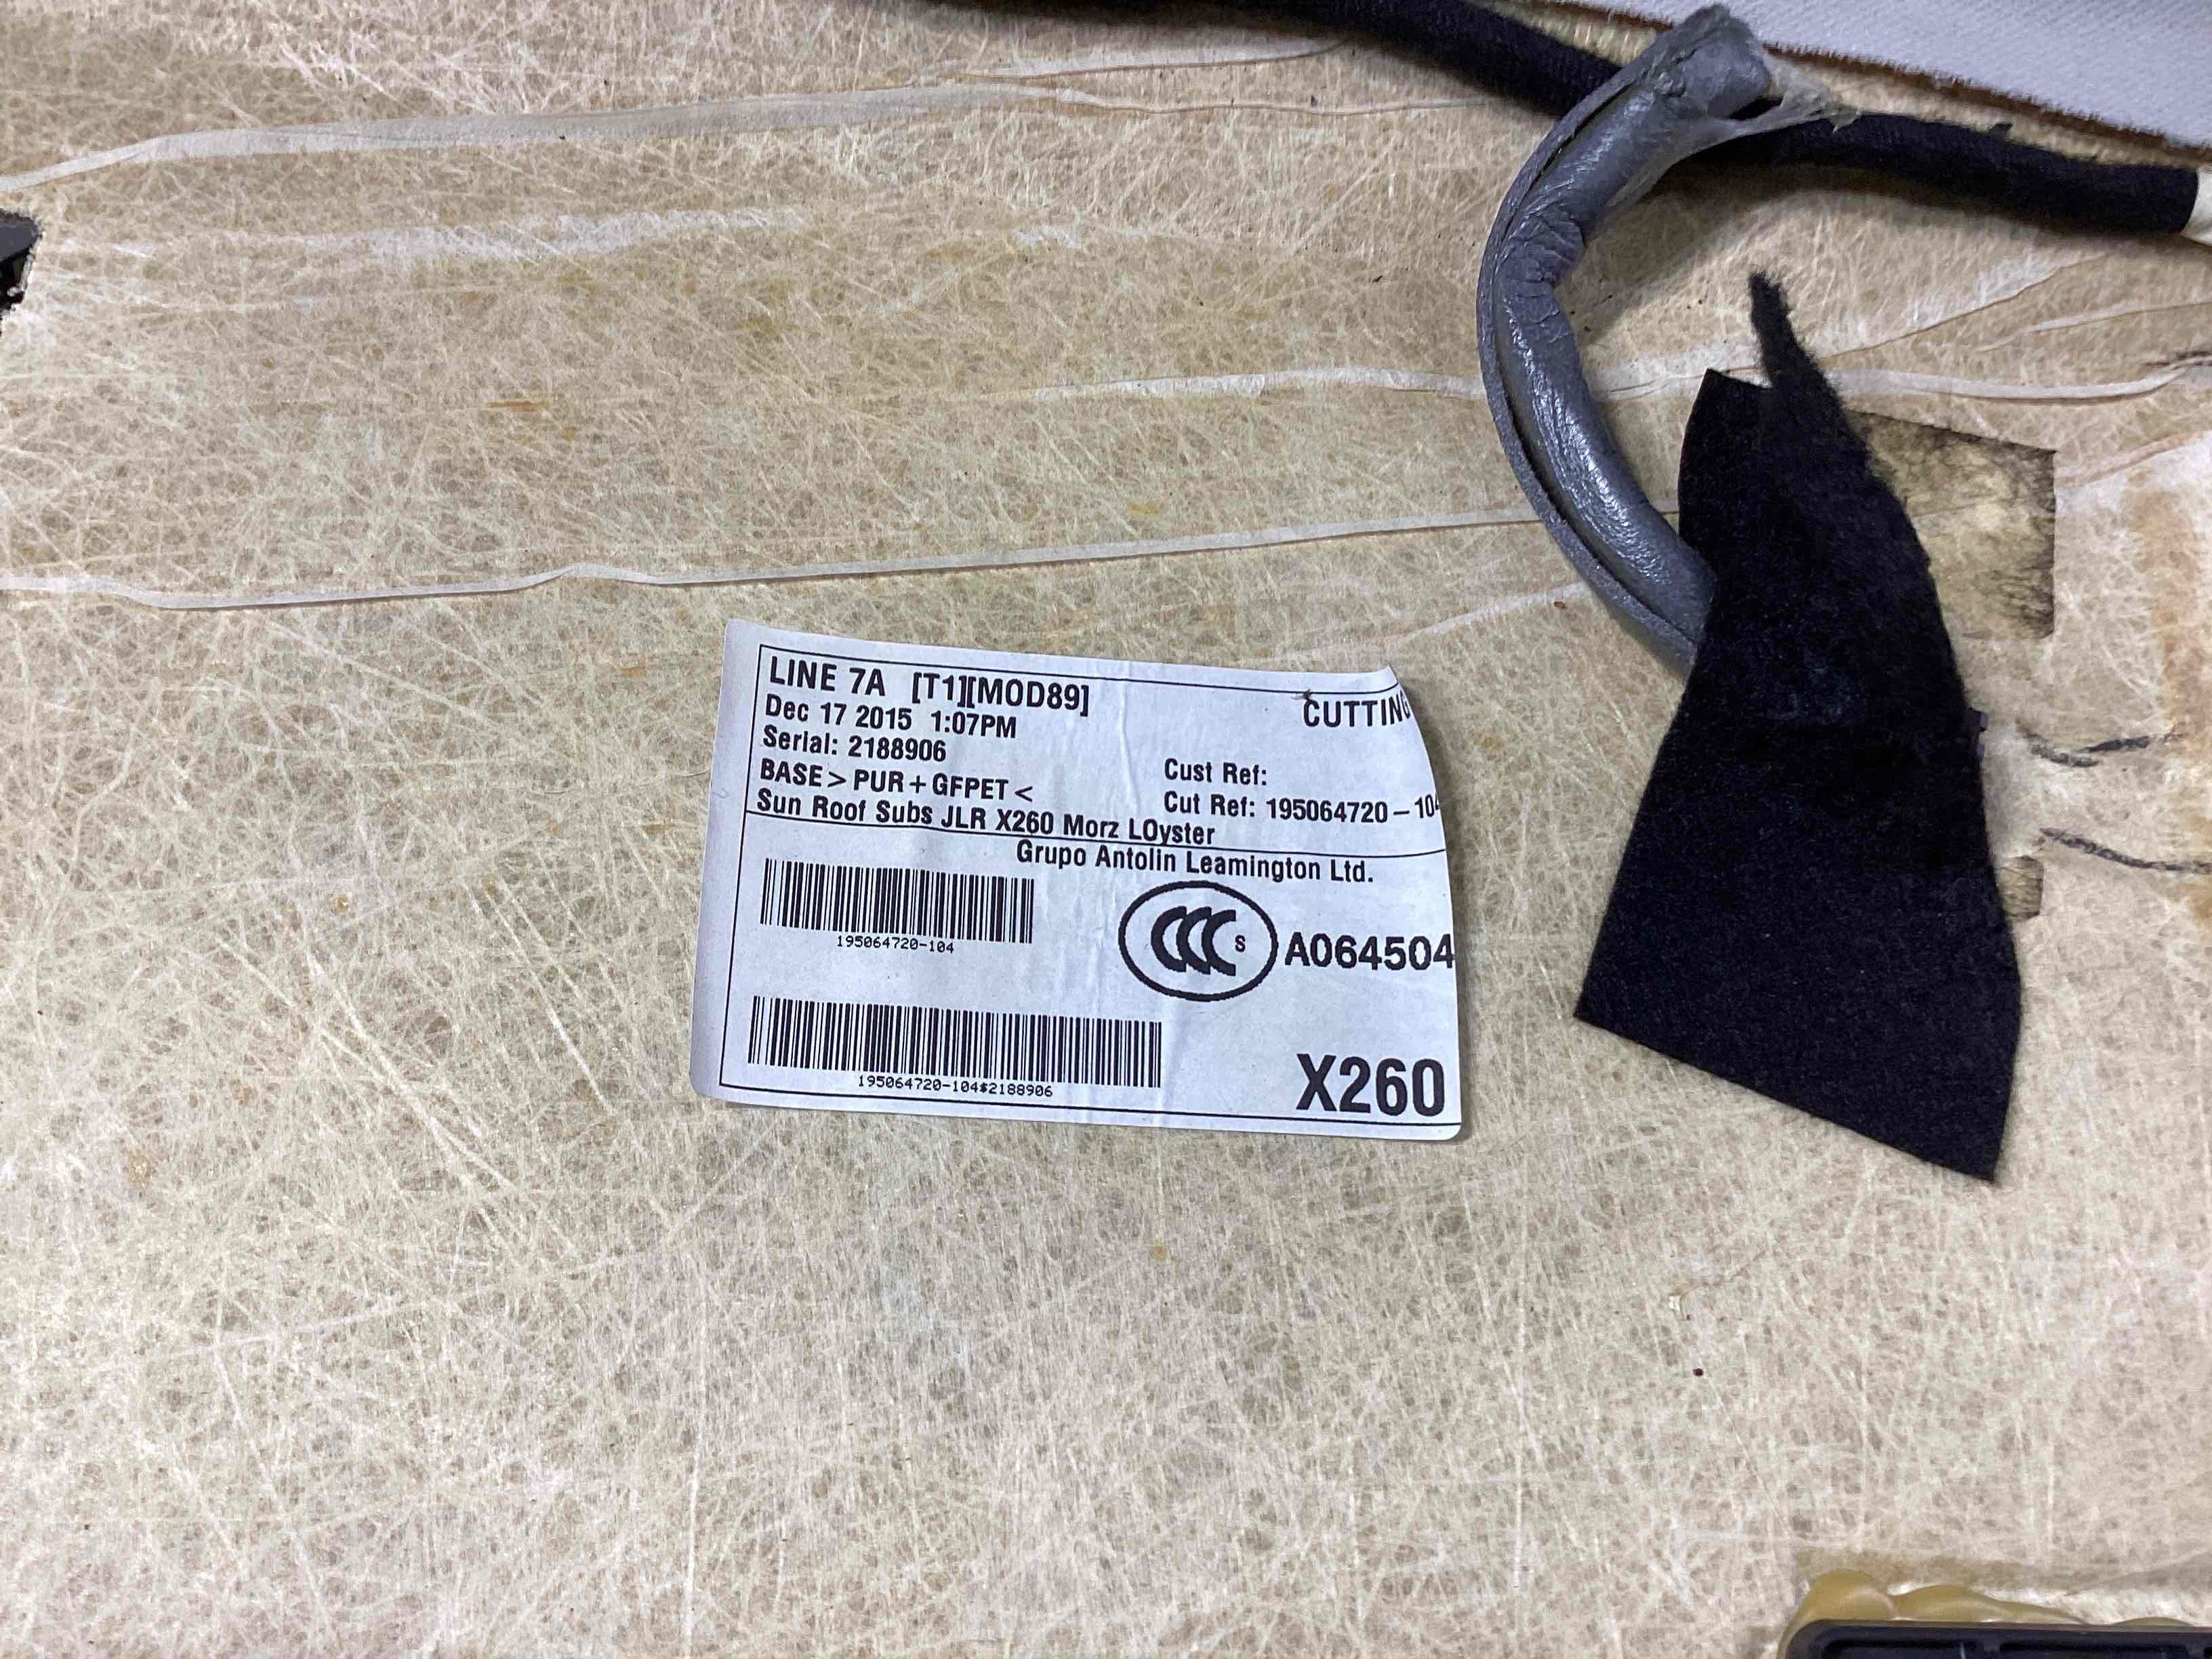 LINE 7A [T1][MOD89]
CUTTING
Dec 17 2015 1:07PM
Serial: 2188906
Cust Ref:
BASE > PUR + GFPET <
Cut Ref: 195064720-104
Sun Roof Subs JLR X260 Morz LOyster
Grupo Antolin Leamington Ltd.
195064720-104
CCC S A064504
195064720-104$2188906
X260